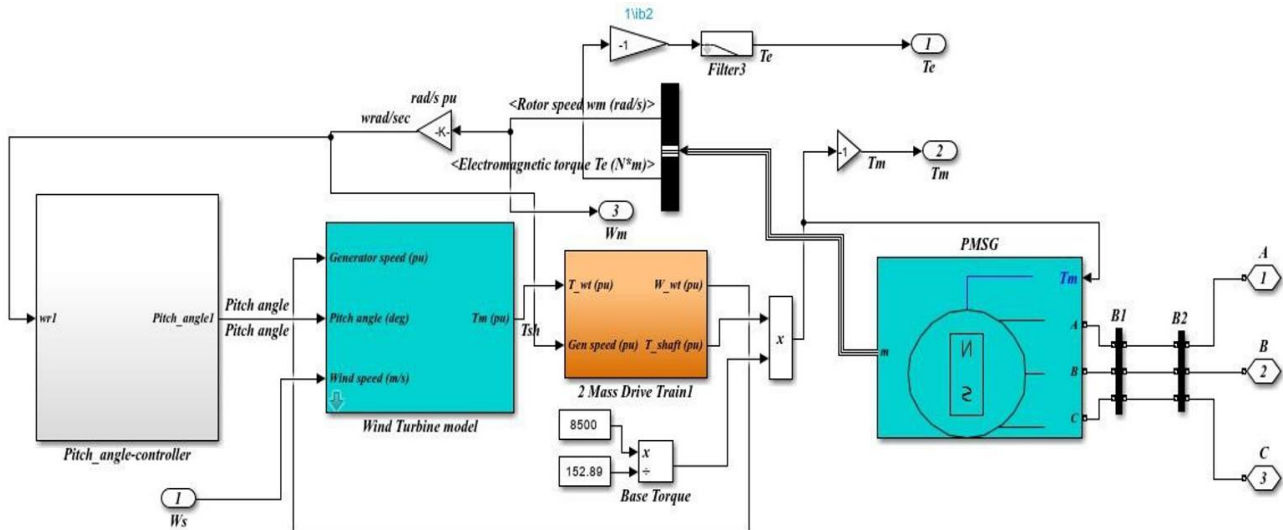 1\ib2
-1
Filter3
Te
1
Te
rad/s pu
wrad/sec
-K-
<Rotor speed wm (rad/s)>
<Electromagnetic torque Te (N*m)>
3
Wm
-1
Tm
2
Tm
wr1
Pitch_angle1
Pitch_angle-controller
Pitch angle
Pitch angle
Generator speed (pu)
Pitch angle (deg)
Wind speed (m/s)
Tm (pu)
Wind Turbine model
Tsh
T_wt (pu)
W_wt (pu)
Gen speed (pu)
T_shaft (pu)
2 Mass Drive Train1
x
8500
152.89
x
÷
Base Torque
1
Ws
PMSG
Tm
m
N
S
A
B
C
B1
B2
A
1
B
2
C
3